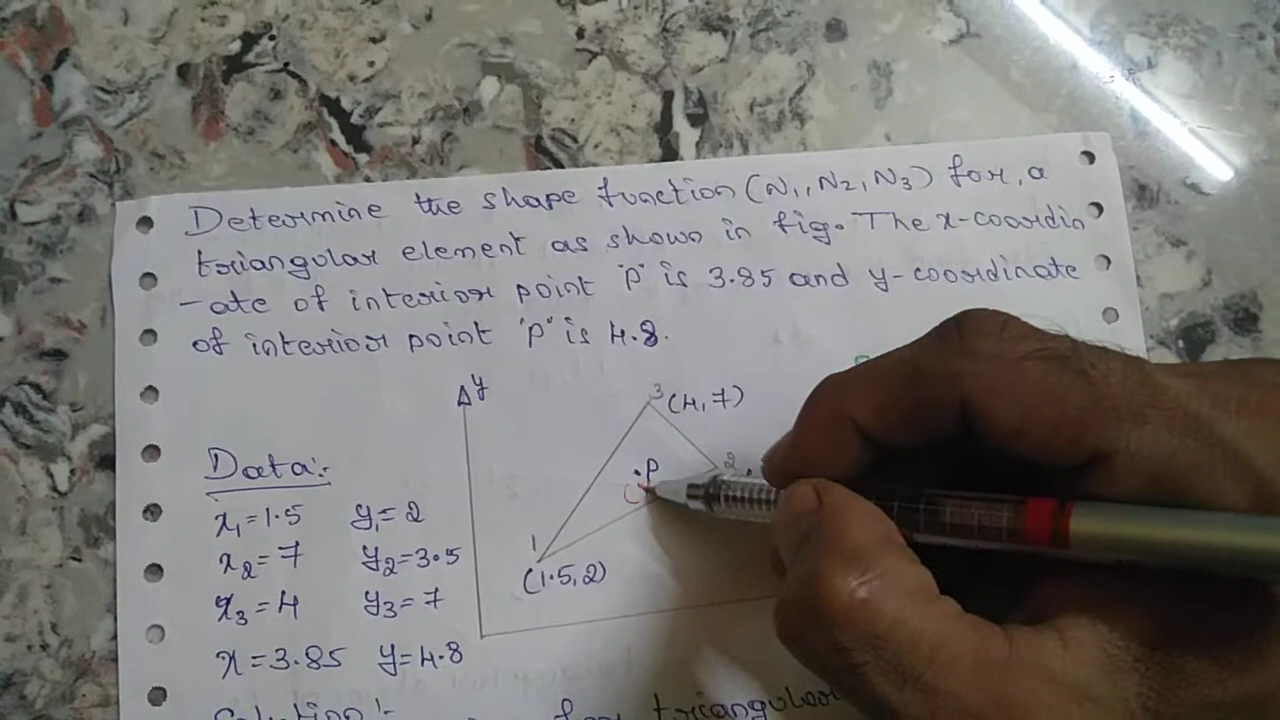 Determine the shape function (N1, N2, N3) for, a
triangular element as shown in fig. The x-coordin
-ate of interior point "P" is 3.85 and y-coordinate
of interior point "P" is 4.8.
y
3 (4,7)
Data:-
.P
2
x1=1.5 y1=2
(
1
x2=7 y2=3.5
(1.5,2)
x3=4 y3=7
x=3.85 y=4.8
Solution:- for triangular